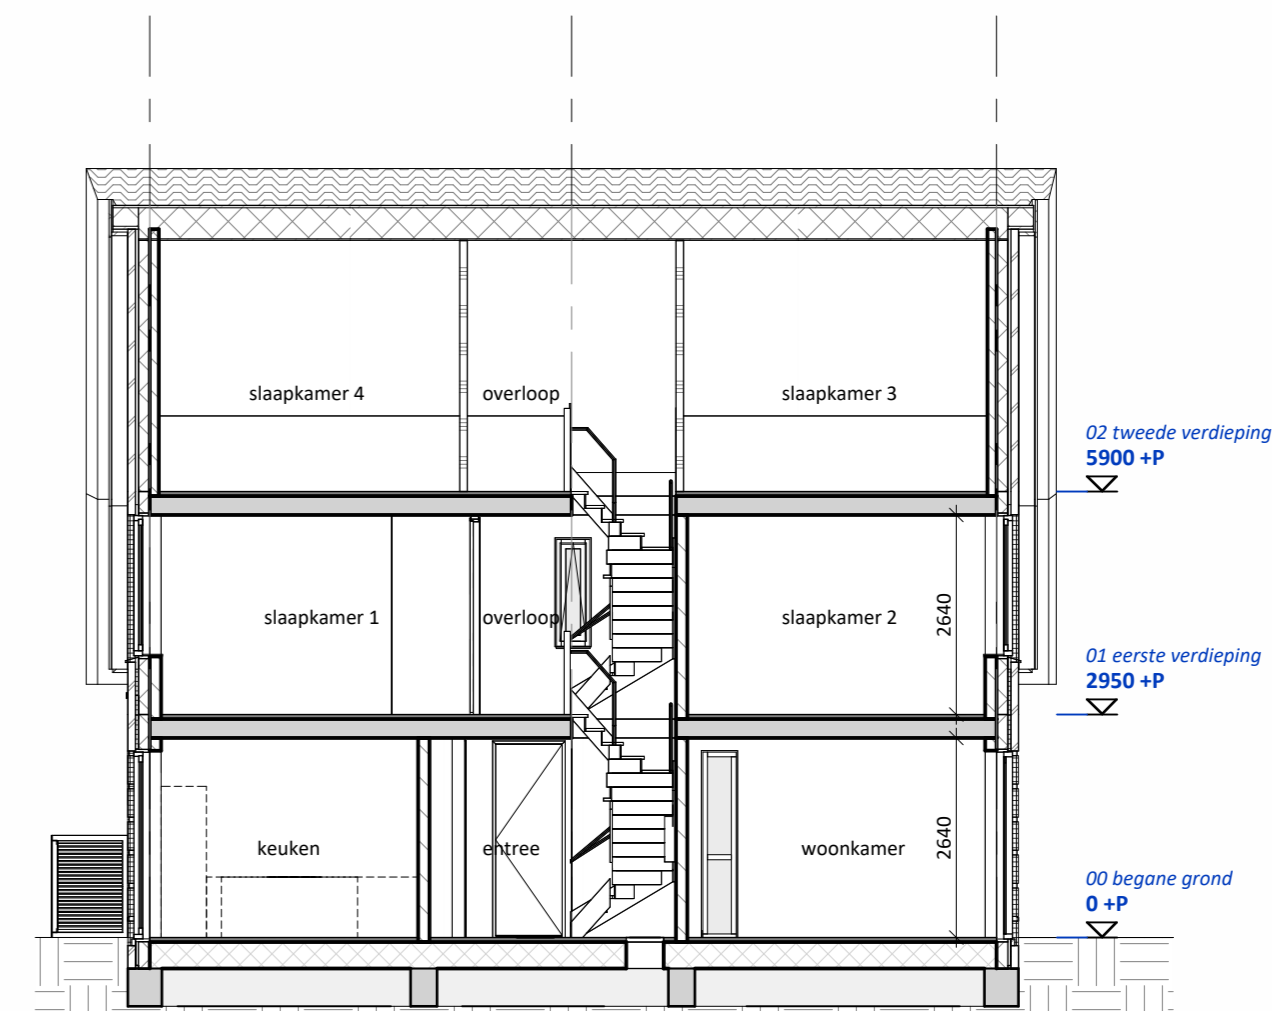 slaapkamer 4
overloop
slaapkamer 3
02 tweede verdieping
5900 +P
slaapkamer 1
overloop
slaapkamer 2
2640
01 eerste verdieping
2950 +P
keuken
entree
woonkamer
2640
00 begane grond
0 +P